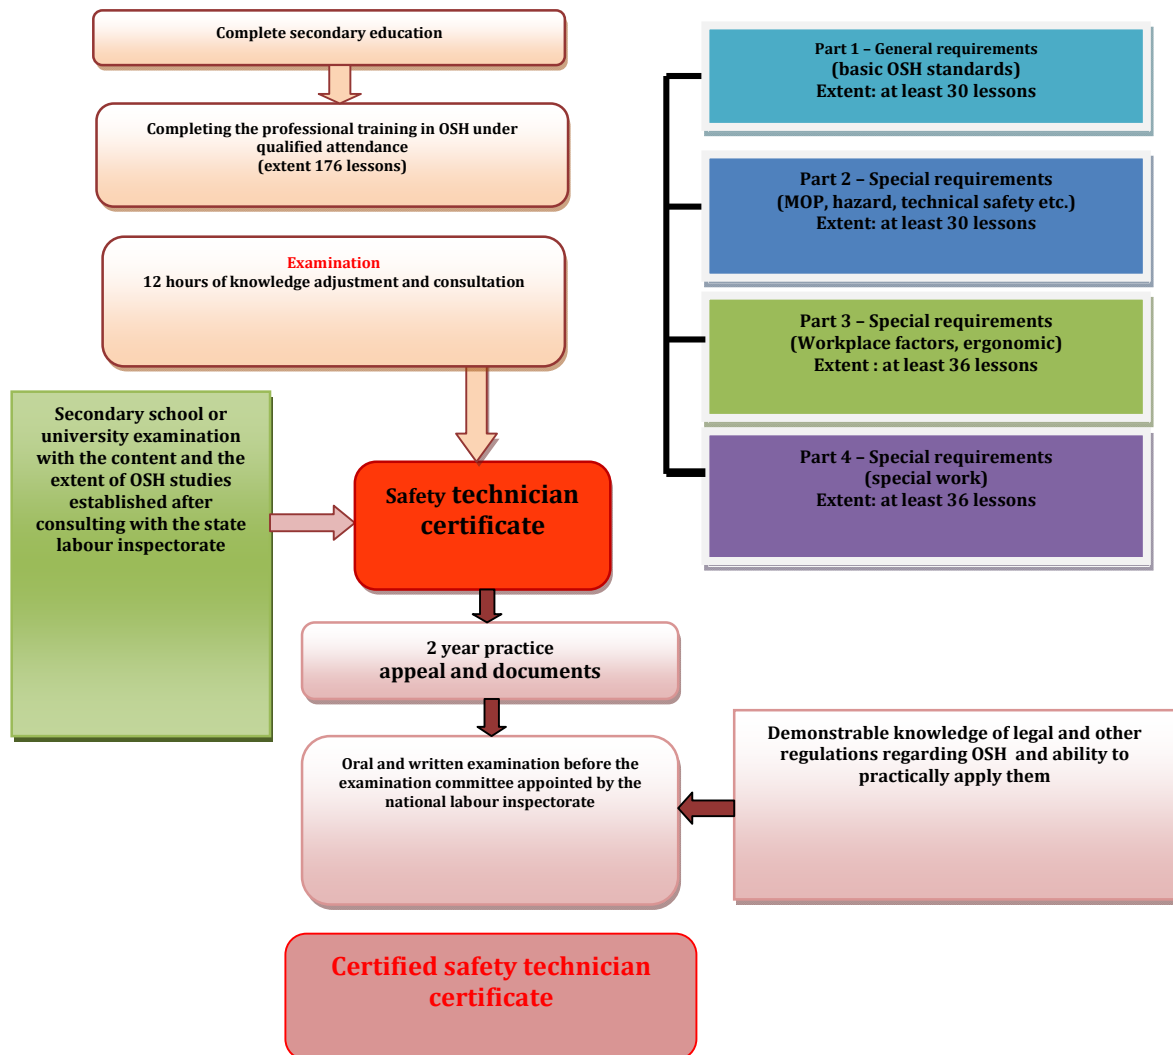 Complete secondary education
Completing the professional training in OSH under
qualified attendance
(extent 176 lessons)
Examination
12 hours of knowledge adjustment and consultation
Secondary school or
university examination
with the content and the
extent of OSH studies
established after
consulting with the state
labour inspectorate
Safety technician
certificate
2 year practice
appeal and documents
Oral and written examination before the
examination committee appointed by the
national labour inspectorate
Demonstrable knowledge of legal and other
regulations regarding OSH and ability to
practically apply them
Certified safety technician
certificate
Part 1 – General requirements
(basic OSH standards)
Extent: at least 30 lessons
Part 2 – Special requirements
(MOP, hazard, technical safety etc.)
Extent: at least 30 lessons
Part 3 – Special requirements
(Workplace factors, ergonomic)
Extent : at least 36 lessons
Part 4 – Special requirements
(special work)
Extent: at least 36 lessons